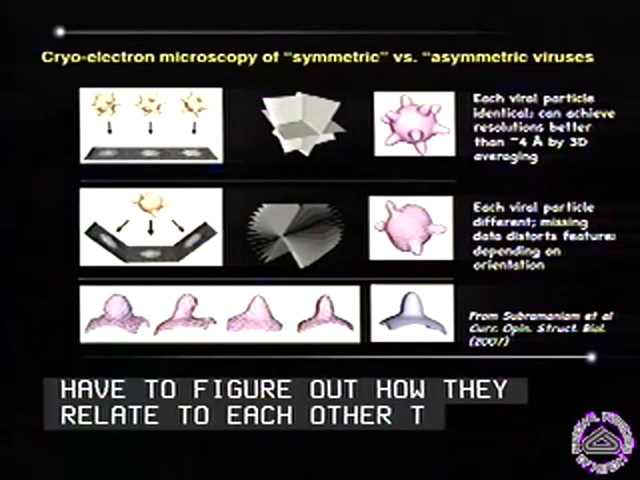 Cryo-electron microscopy of "symmetric" vs. "asymmetric viruses
Each viral particle
identical; can achieve
resolutions better
than ~4 Å by 3D
averaging
Each viral particle
different; missing
data distorts features
depending on
orientation
From Subramaniam et al
Curr. Opin. Struct. Biol.
(2007)
HAVE TO FIGURE OUT HOW THEY
RELATE TO EACH OTHER T